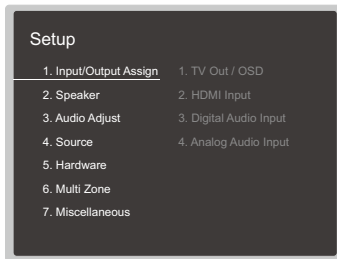 Setup
1. Input/Output Assign
2. Speaker
3. Audio Adjust
4. Source
5. Hardware
6. Multi Zone
7. Miscellaneous
1. TV Out / OSD
2. HDMI Input
3. Digital Audio Input
4. Analog Audio Input